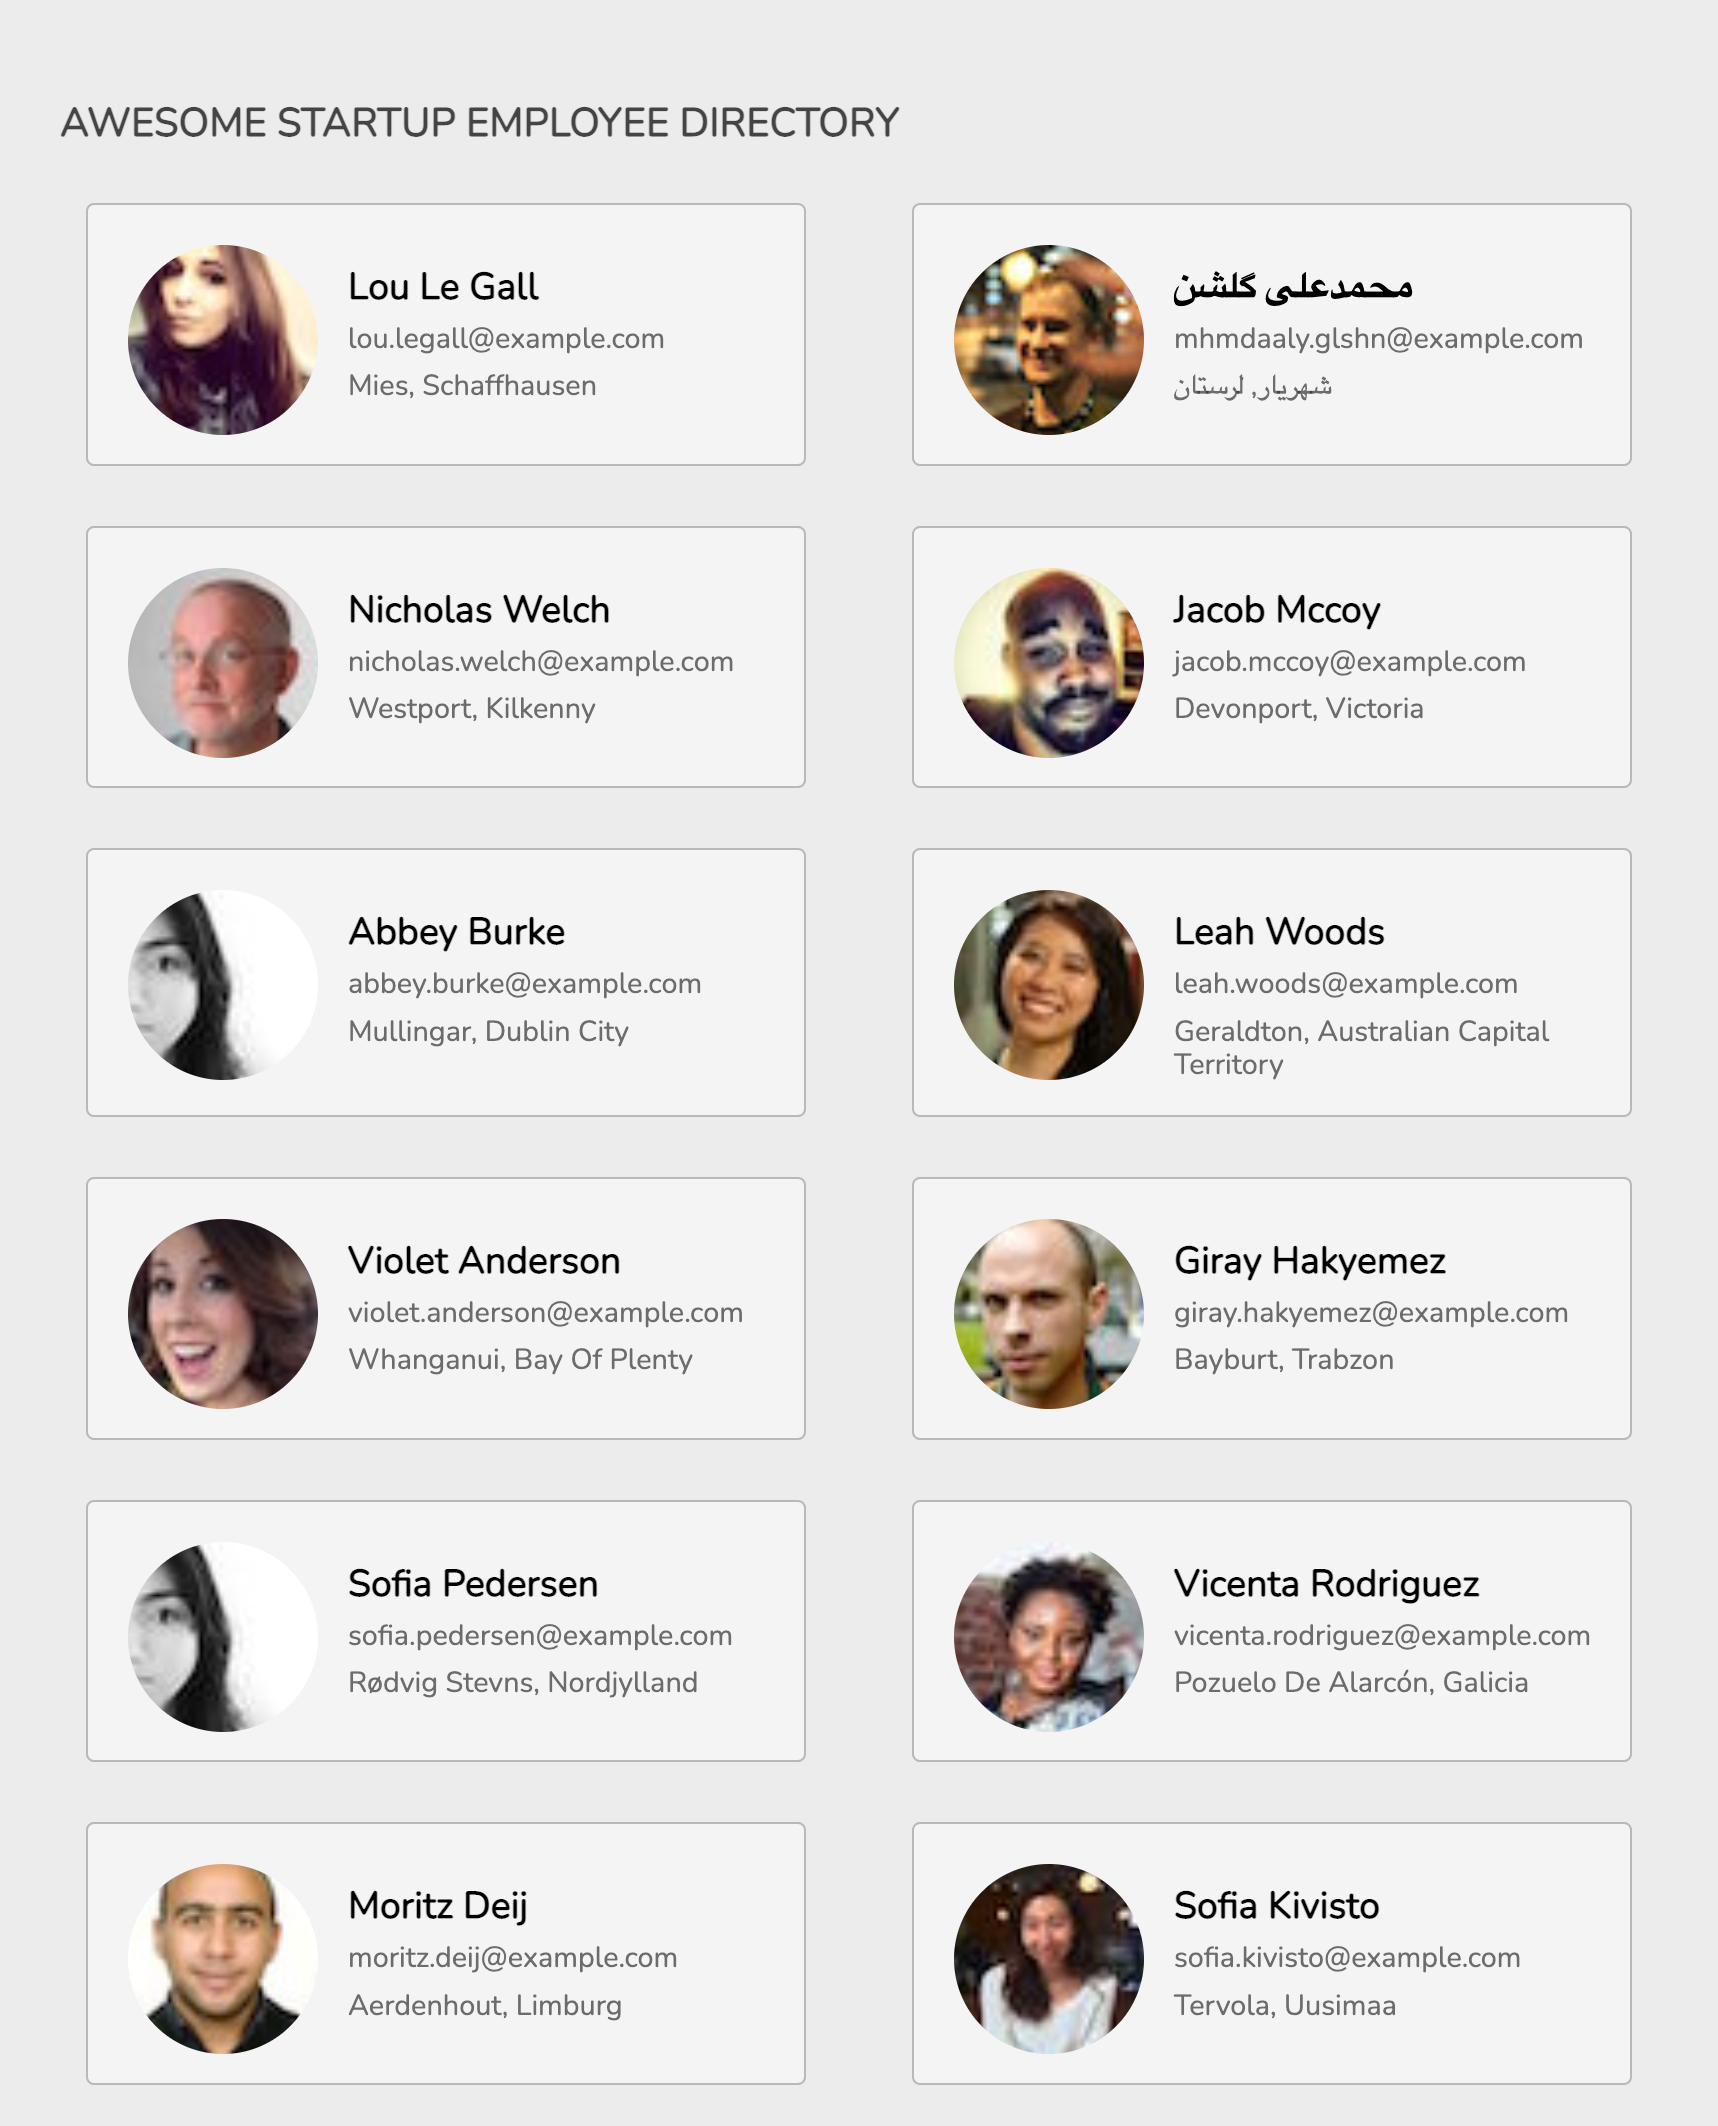 AWESOME STARTUP EMPLOYEE DIRECTORY
Lou Le Gall
lou.legall@example.com
Mies, Schaffhausen
محمدعلی گلشن
mhmdaaly.glshn@example.com
شهریار, لرستان
Nicholas Welch
nicholas.welch@example.com
Westport, Kilkenny
Jacob Mccoy
jacob.mccoy@example.com
Devonport, Victoria
Abbey Burke
abbey.burke@example.com
Mullingar, Dublin City
Leah Woods
leah.woods@example.com
Geraldton, Australian Capital
Territory
Violet Anderson
violet.anderson@example.com
Whanganui, Bay Of Plenty
Giray Hakyemez
giray.hakyemez@example.com
Bayburt, Trabzon
Sofia Pedersen
sofia.pedersen@example.com
Rødvig Stevns, Nordjylland
Vicenta Rodriguez
vicenta.rodriguez@example.com
Pozuelo De Alarcón, Galicia
Moritz Deij
moritz.deij@example.com
Aerdenhout, Limburg
Sofia Kivisto
sofia.kivisto@example.com
Tervola, Uusimaa